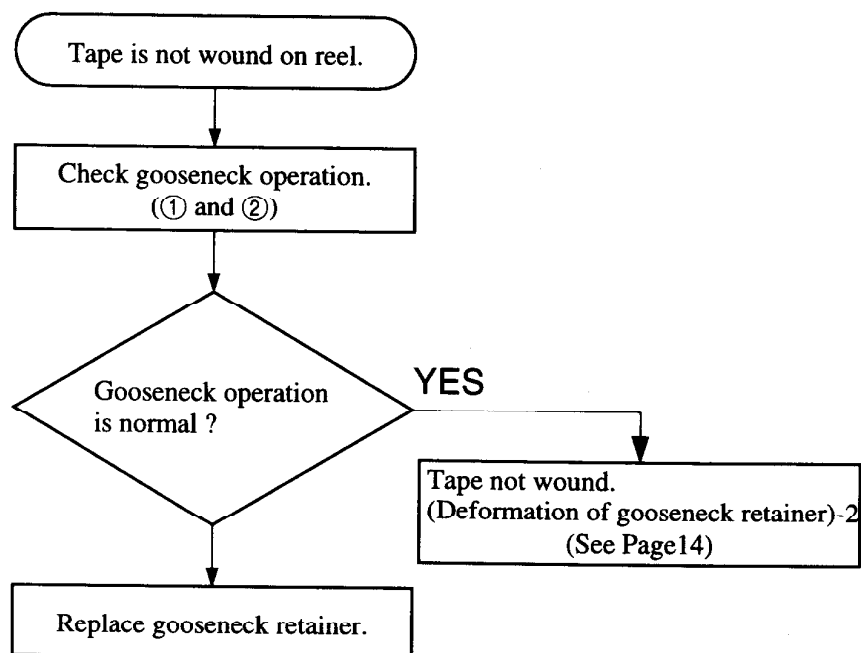 Tape is not wound on reel.
Check gooseneck operation.
(① and ②)
Gooseneck operation
is normal ?
YES
Tape not wound.
(Deformation of gooseneck retainer)-2
(See Page14)
Replace gooseneck retainer.